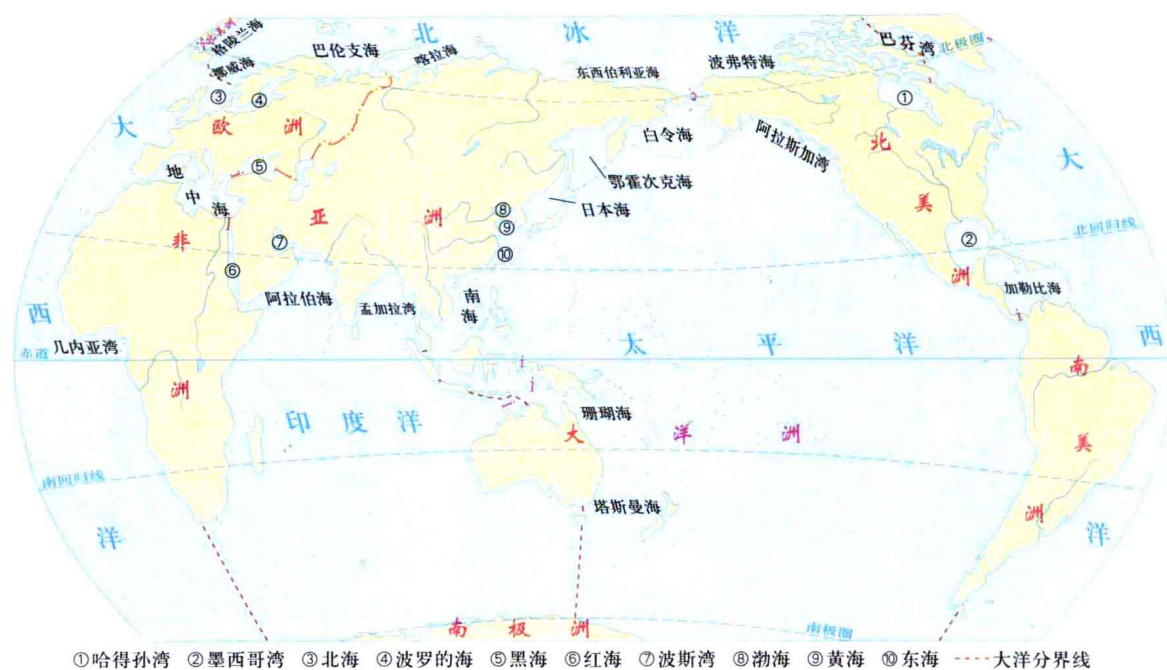 北美洲
北冰洋
格陵兰海
巴伦支海
喀拉海
巴芬湾
北极圈
挪威海
东西伯利亚海
波弗特海
③
④
①
大
欧洲
大
白令海
阿拉斯加湾
北
地中海
⑤
鄂霍次克海
⑧
日本海
亚洲
美
⑨
②
非
⑦
⑩
北回归线
⑥
洲
阿拉伯海
孟加拉湾
南海
加勒比海
西
几内亚湾
太平洋
西
赤道
南
洲
印度洋
珊瑚海
大洋洲
美
南回归线
塔斯曼海
洲
洋
洋
南极洲
南极圈
①哈得孙湾 ②墨西哥湾 ③北海 ④波罗的海 ⑤黑海 ⑥红海 ⑦波斯湾 ⑧渤海 ⑨黄海 ⑩东海 大洋分界线